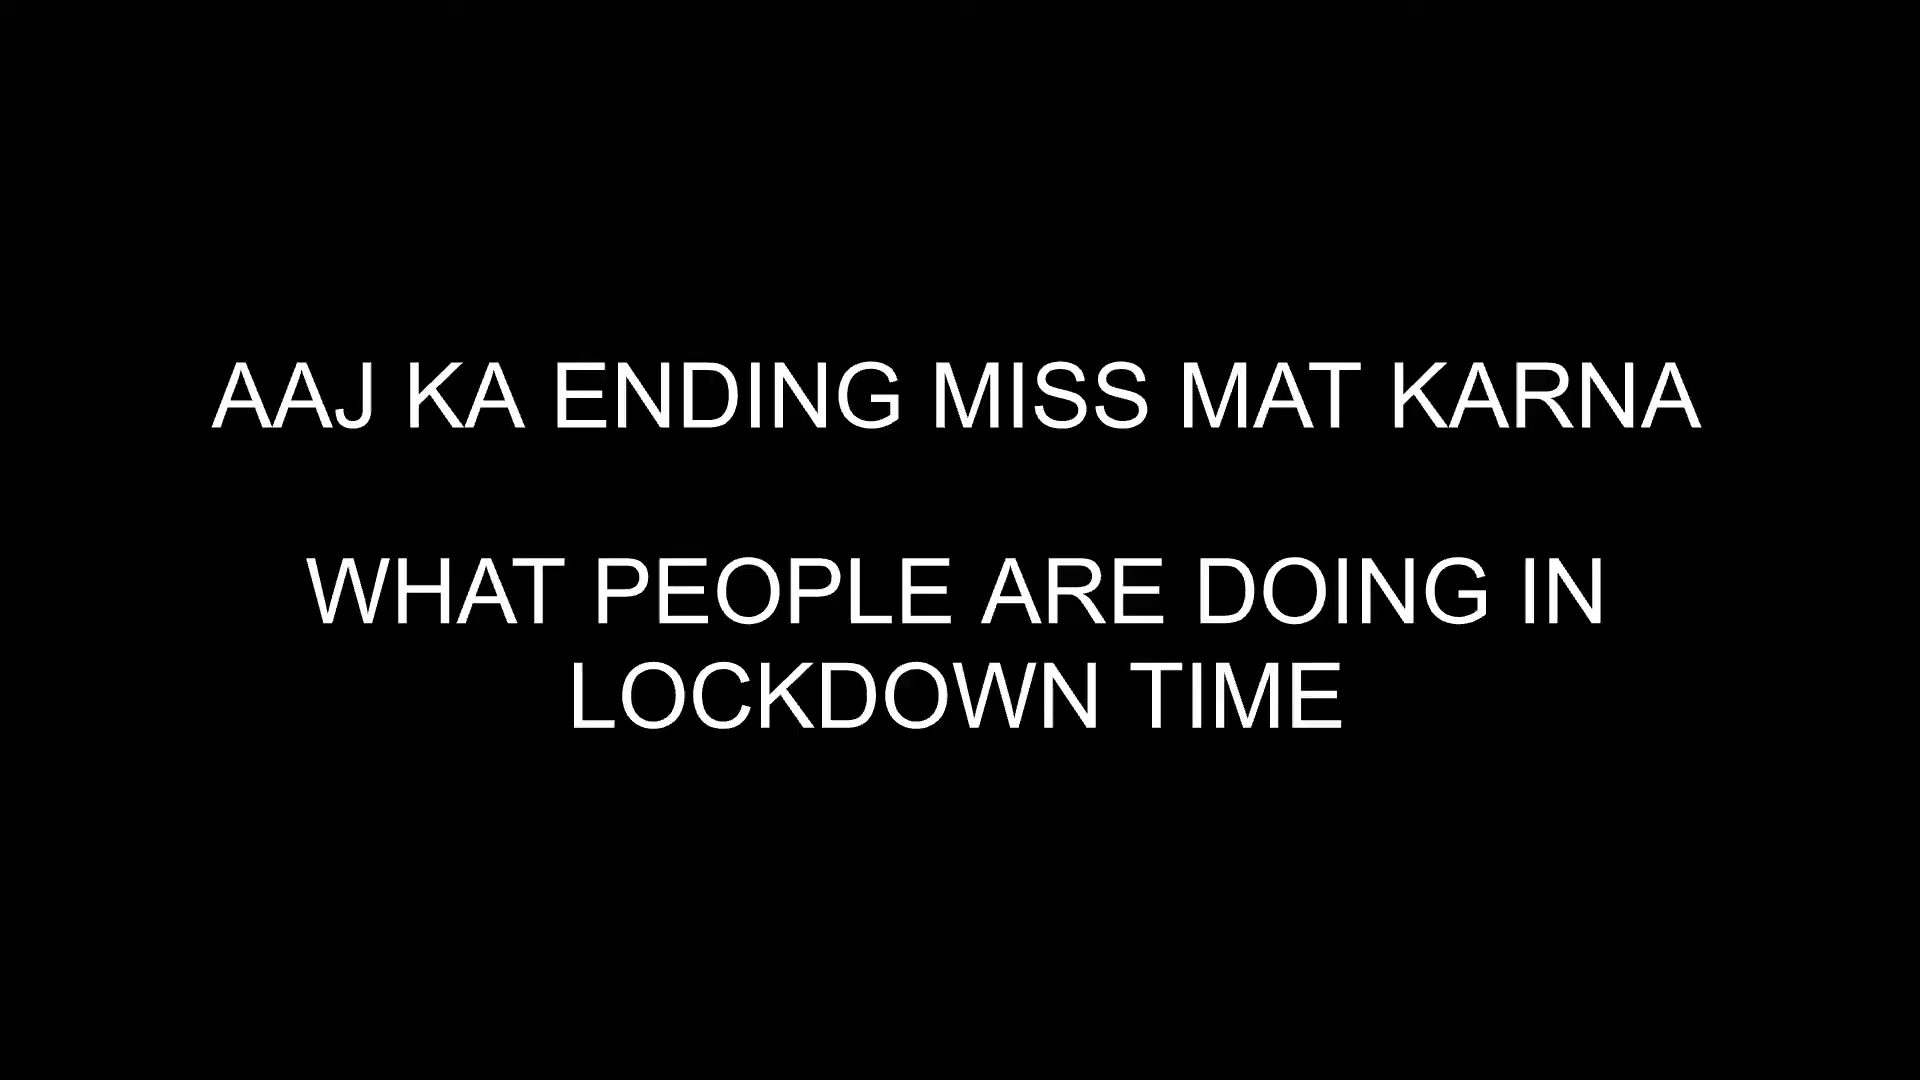 AAJ KA ENDING MISS MAT KARNA
WHAT PEOPLE ARE DOING IN
LOCKDOWN TIME